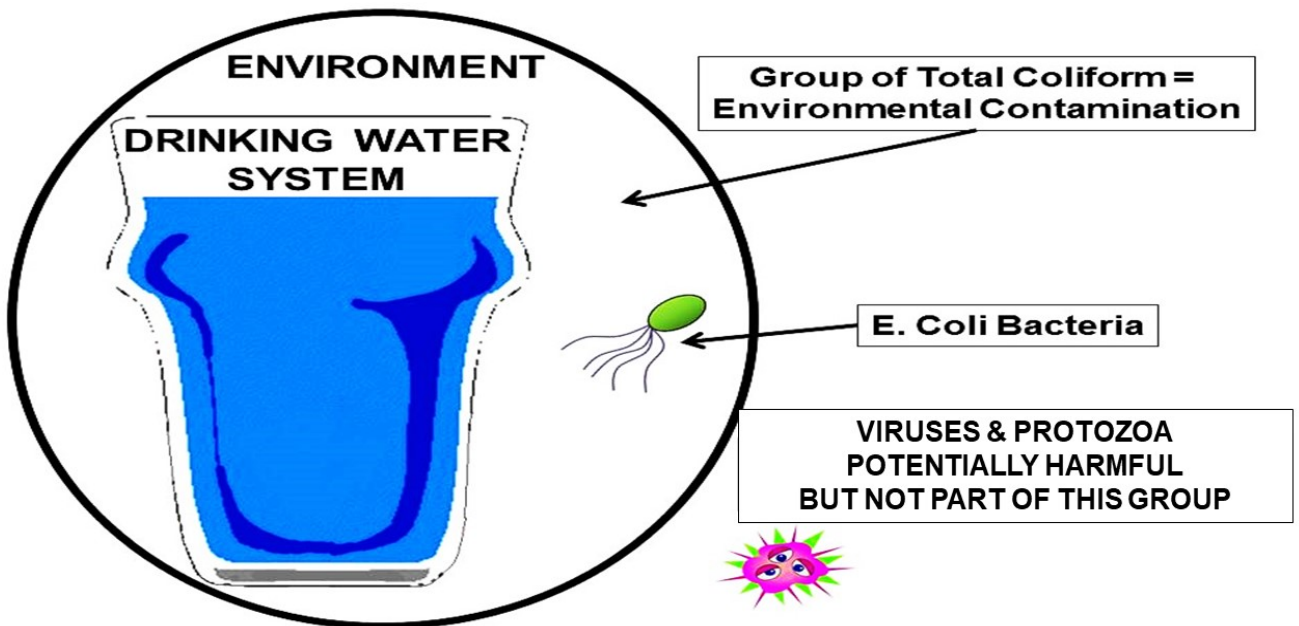 ENVIRONMENT
DRINKING WATER
SYSTEM
Group of Total Coliform =
Environmental Contamination
E. Coli Bacteria
VIRUSES & PROTOZOA
POTENTIALLY HARMFUL
BUT NOT PART OF THIS GROUP